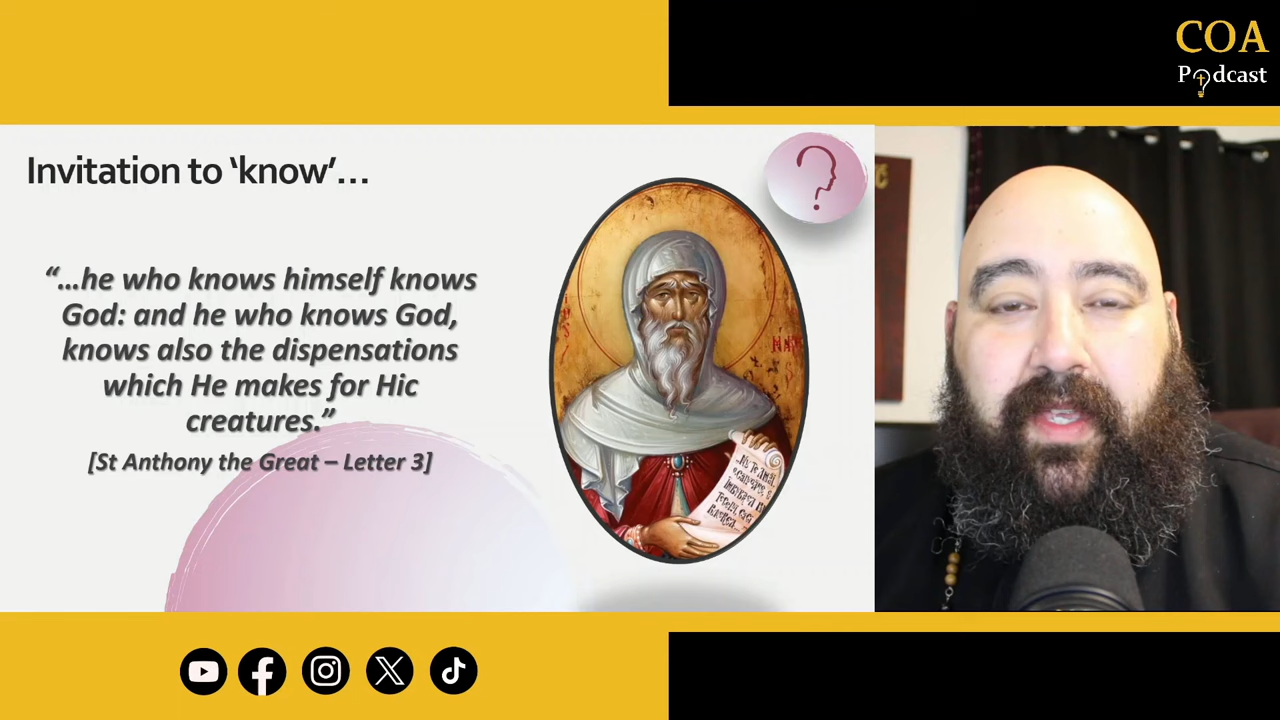 COA
Podcast
Invitation to ‘know’...
“...he who knows himself knows
God: and he who knows God,
knows also the dispensations
which He makes for Hic
creatures.”
[St Anthony the Great – Letter 3]